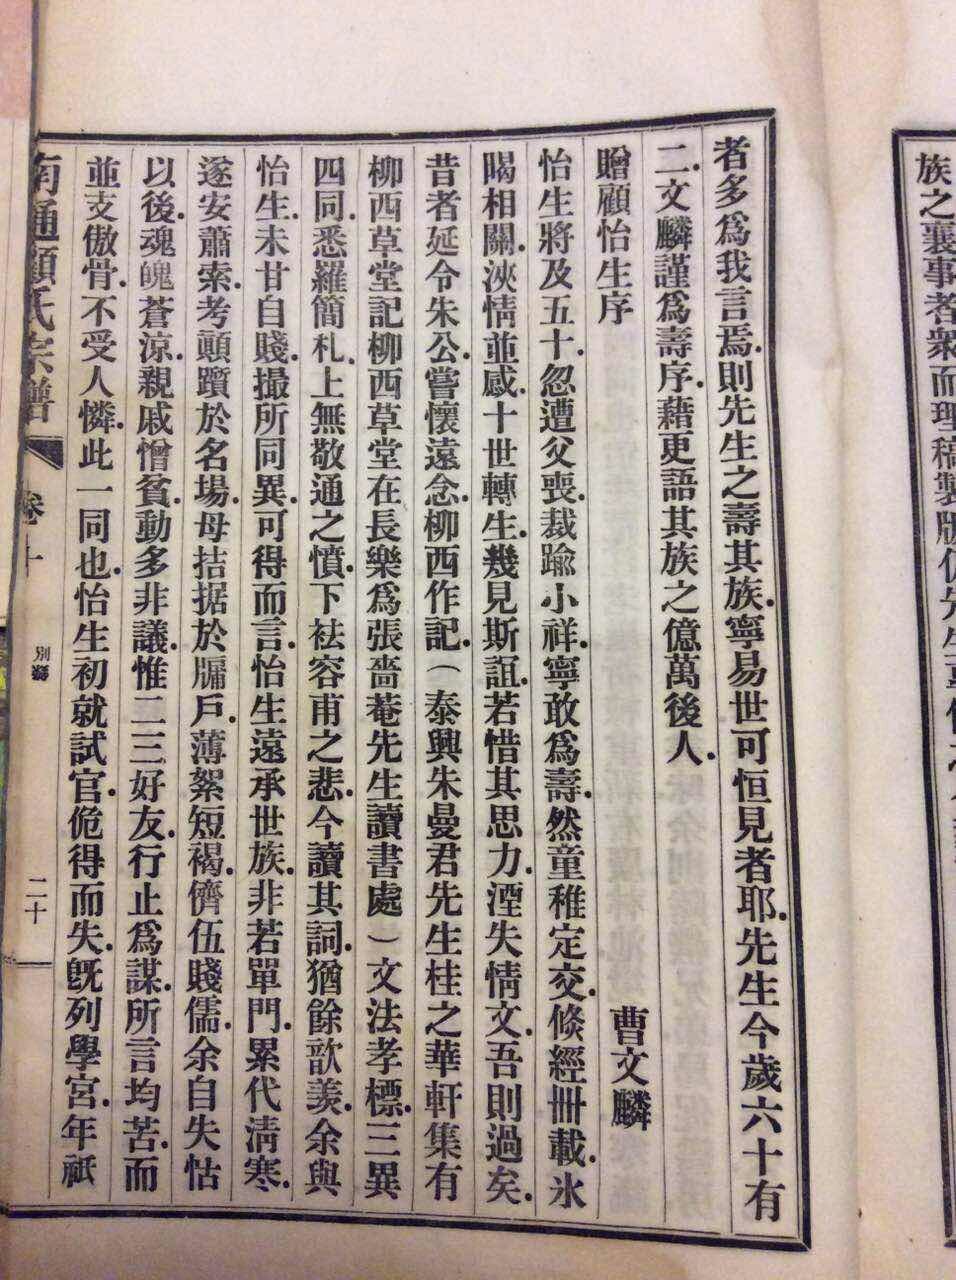 族之襄事者衆而理稿製版
者多爲我言焉.則先生之壽其族.寧易世可恒見者耶.先生今歲六十有
二.文麟謹爲壽序.藉更語其族之億萬後人.
贈顧怡生序 曹文麟
怡生將及五十.忽遭父喪.裁踰小祥.寧敢爲壽.然童稚定交.倐經卌載.氷
喝相關.浹情並感.十世轉生.幾見斯誼.若惜其思力.湮失情文.吾則過矣.
昔者延令朱公.嘗懷遠念.柳西作記.(泰興朱曼君先生桂之華軒集有
柳西草堂記柳西草堂在長樂爲張嗇菴先生讀書處)文法孝標.三異
四同.悉羅簡札.上無敬通之憤.下袪容甫之悲.今讀其詞.猶餘歆羨.余與
怡生.未甘自賤.撮所同異.可得而言.怡生遠承世族.非若單門.累代淸寒.
遂安蕭索.考顚躓於名場.母拮据於牖戶.薄絮短褐.儕伍賤儒.余自失怙
以後.魂魄蒼涼.親戚憎貧.動多非議.惟二三好友.行止爲謀.所言均苦.而
並支傲骨.不受人憐.此一同也.怡生初就試官.佹得而失.旣列學宮.年祇
南通顧氏宗譜 卷十 別錄 二十